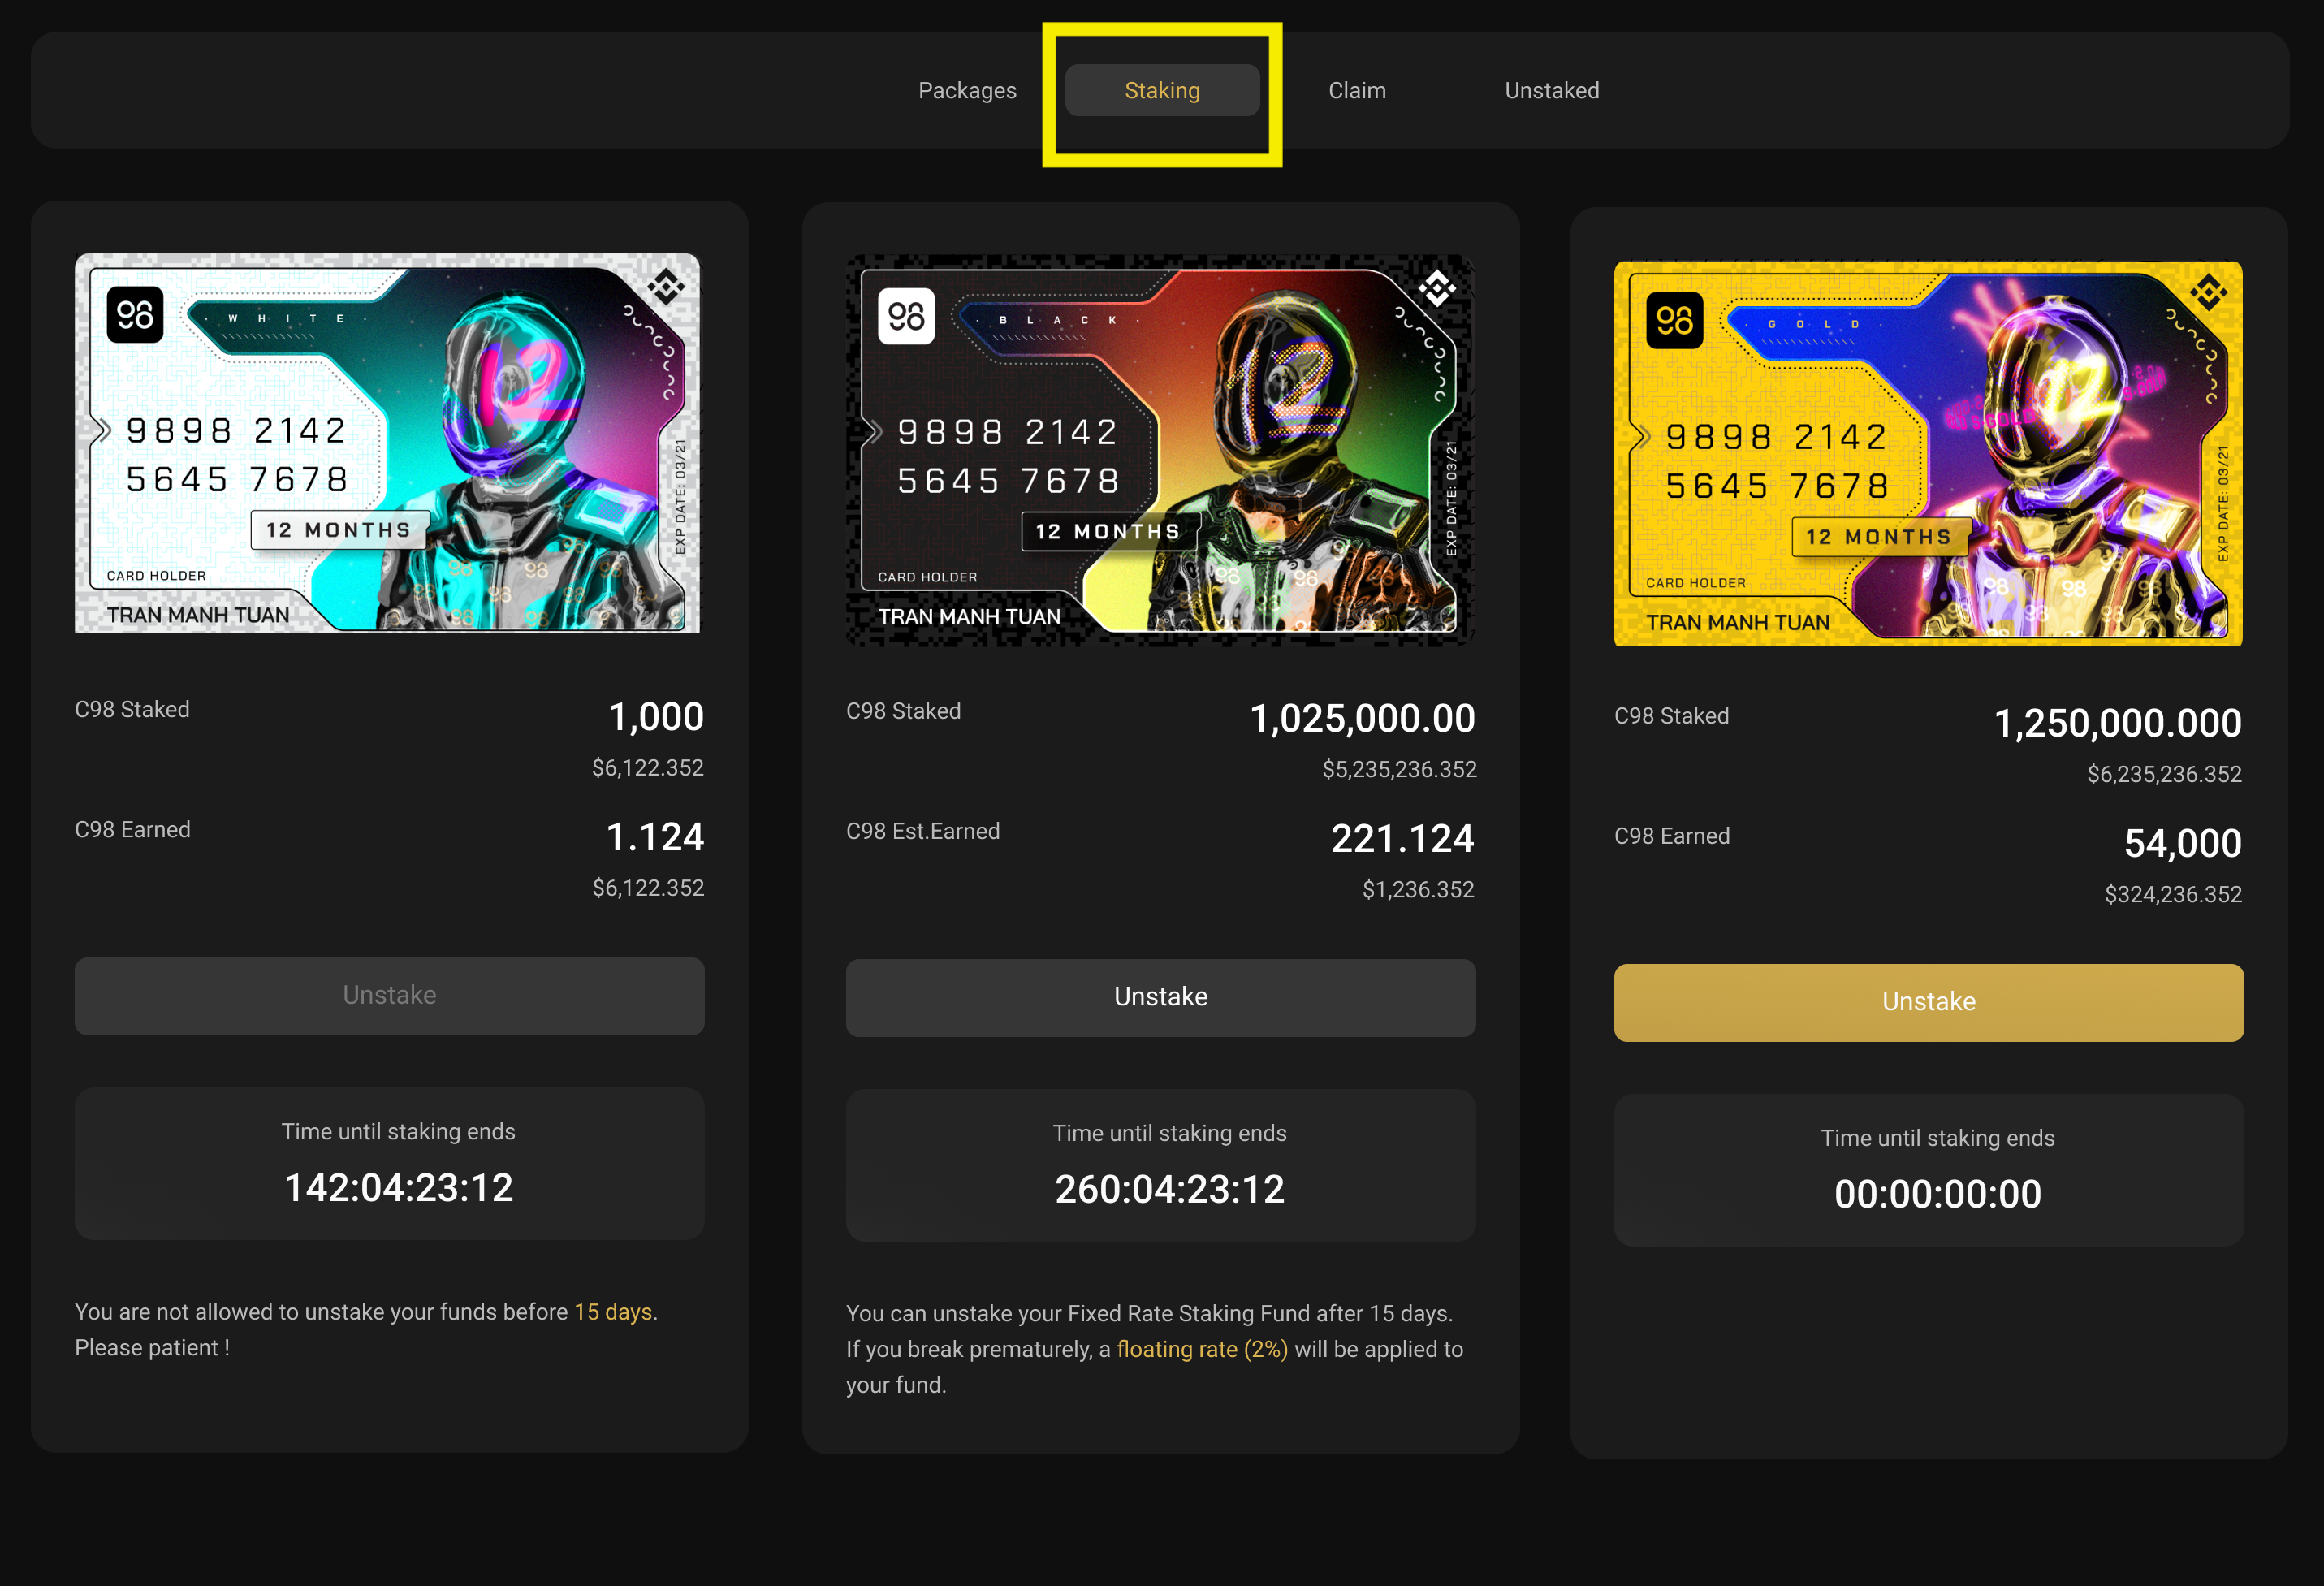 Packages Staking Claim Unstaked
98
WHITE
9898 2142
5645 7678
12 MONTHS
EXP DATE: 03/21
CARD HOLDER
TRAN MANH TUAN
C98 Staked 1,000
$6,122.352
C98 Earned 1.124
$6,122.352
Unstake
Time until staking ends
142:04:23:12
You are not allowed to unstake your funds before 15 days.
Please patient !
98
BLACK
12
9898 2142
5645 7678
12 MONTHS
EXP DATE: 03/21
CARD HOLDER
TRAN MANH TUAN
C98 Staked 1,025,000.00
$5,235,236.352
C98 Est.Earned 221.124
$1,236.352
Unstake
Time until staking ends
260:04:23:12
You can unstake your Fixed Rate Staking Fund after 15 days.
If you break prematurely, a floating rate (2%) will be applied to
your fund.
98
GOLD
12
9898 2142
5645 7678
12 MONTHS
EXP DATE: 03/21
CARD HOLDER
TRAN MANH TUAN
C98 Staked 1,250,000.000
$6,235,236.352
C98 Earned 54,000
$324,236.352
Unstake
Time until staking ends
00:00:00:00